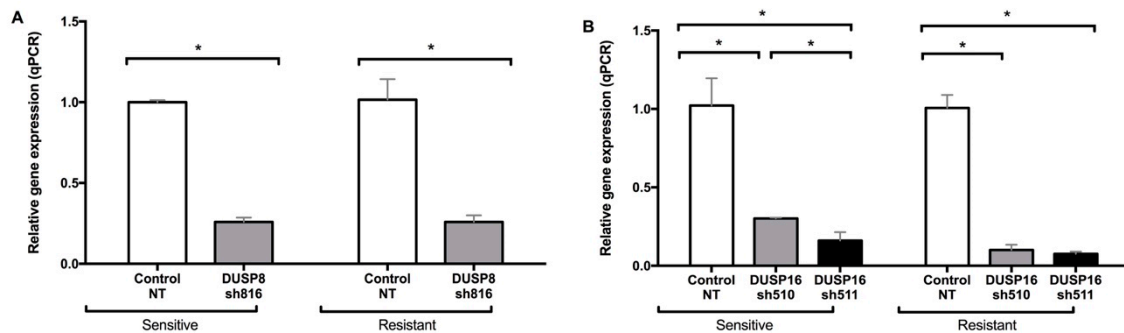 A
Relative gene expression (qPCR)
1.5
1.0
0.5
0.0
*
*
Control
NT
DUSP8
sh816
Control
NT
DUSP8
sh816
Sensitive
Resistant
B
Relative gene expression (qPCR)
1.5
1.0
0.5
0.0
*
*
*
*
*
Control
NT
DUSP16
sh510
DUSP16
sh511
Control
NT
DUSP16
sh510
DUSP16
sh511
Sensitive
Resistant